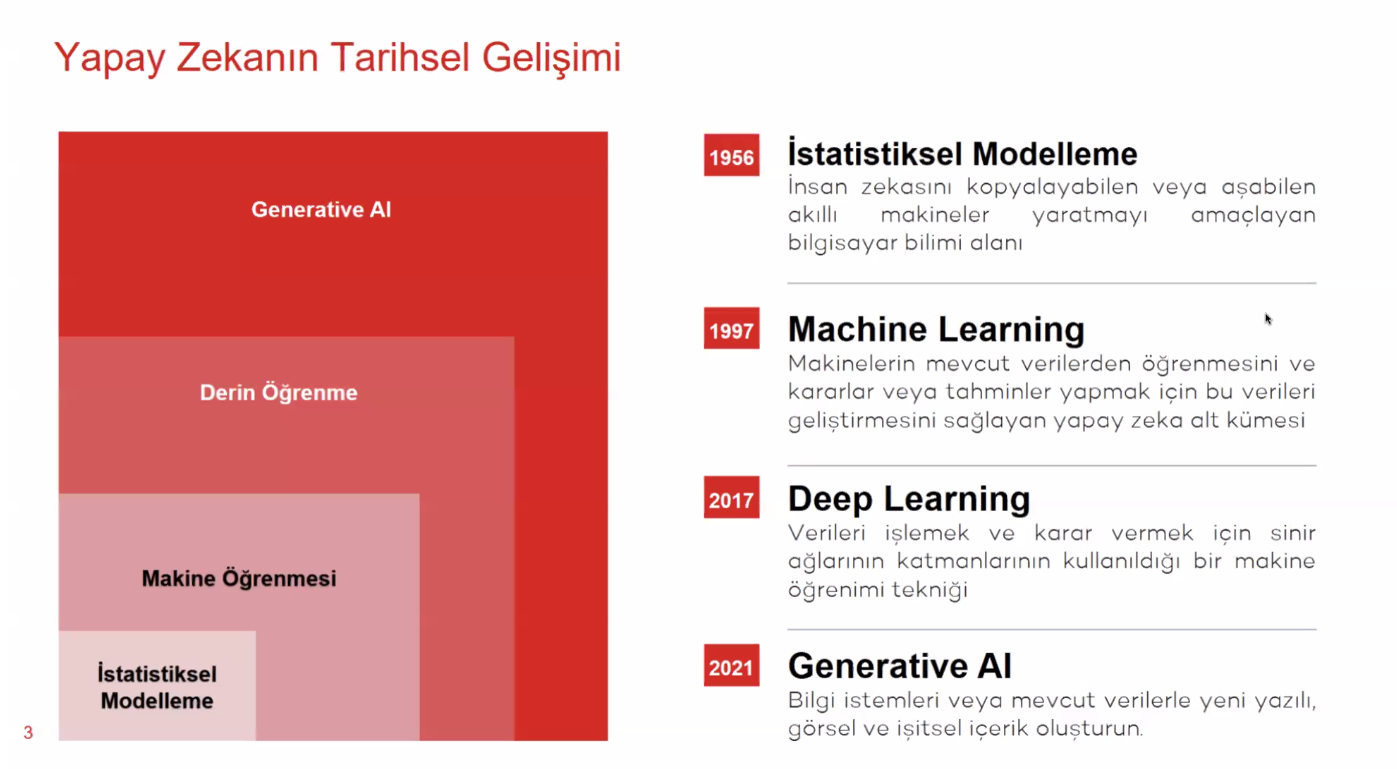 Yapay Zekanın Tarihsel Gelişimi
Generative AI
Derin Öğrenme
Makine Öğrenmesi
İstatistiksel
Modelleme
1956
İstatistiksel Modelleme
İnsan zekasını kopyalayabilen veya aşabilen
akıllı makineler yaratmayı amaçlayan
bilgisayar bilimi alanı
1997
Machine Learning
Makinelerin mevcut verilerden öğrenmesini ve
kararlar veya tahminler yapmak için bu verileri
geliştirmesini sağlayan yapay zeka alt kümesi
2017
Deep Learning
Verileri işlemek ve karar vermek için sinir
ağlarının katmanlarının kullanıldığı bir makine
öğrenimi tekniği
2021
Generative AI
Bilgi istemleri veya mevcut verilerle yeni yazılı,
görsel ve işitsel içerik oluşturun.
3